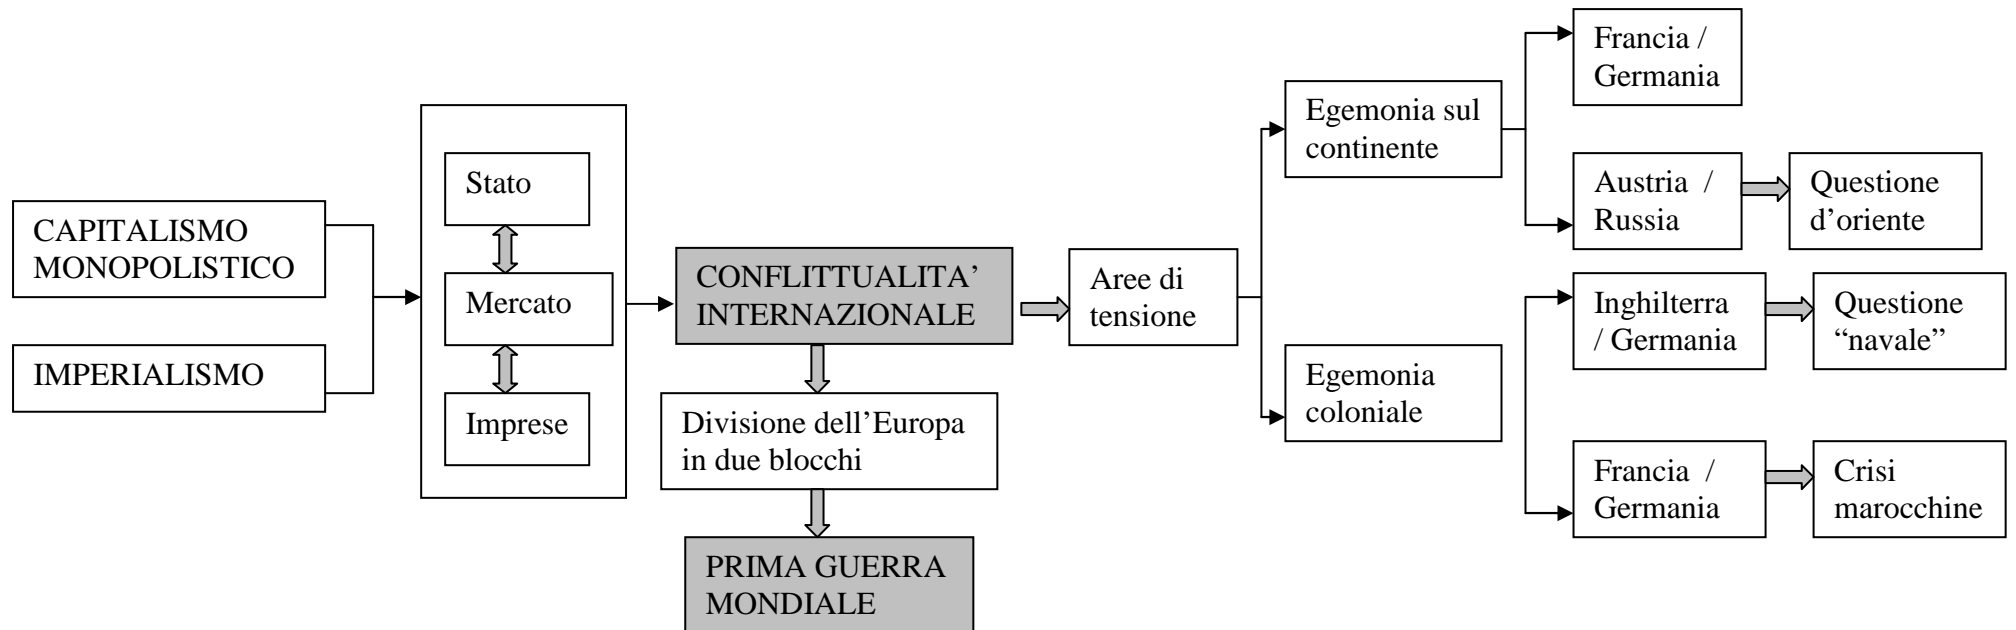 CAPITALISMO
MONOPOLISTICO
IMPERIALISMO
Stato
Mercato
Imprese
CONFLITTUALITA’
INTERNAZIONALE
Divisione dell’Europa
in due blocchi
PRIMA GUERRA
MONDIALE
Aree di
tensione
Egemonia sul
continente
Egemonia
coloniale
Francia /
Germania
Austria /
Russia
Questione
d’oriente
Inghilterra
/ Germania
Questione
“navale”
Francia /
Germania
Crisi
marocchine